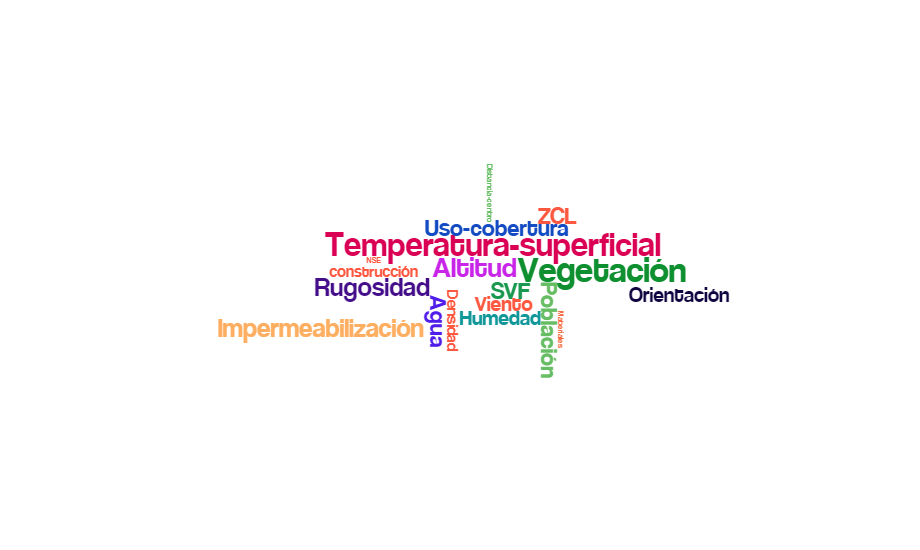 Distancia-centro
ZCL
Uso-cobertura
Temperatura-superficial
NSE
construcción
Altitud
Vegetación
Rugosidad
SVF
Orientación
Viento
Humedad
Impermeabilización
Agua
Densidad
Población
Materiales